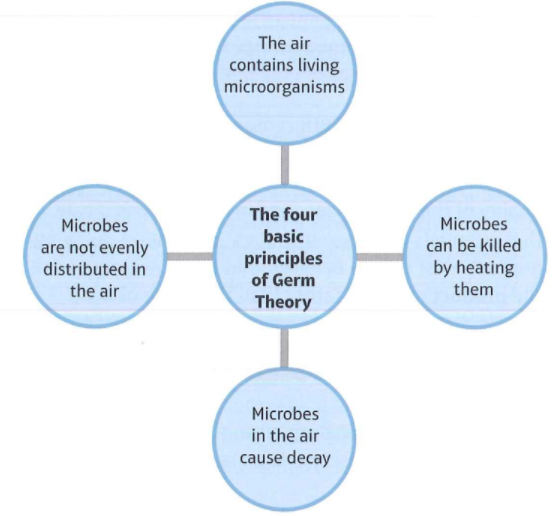 The air
contains living
microorganisms
Microbes
are not evenly
distributed in
the air
The four
basic
principles
of Germ
Theory
Microbes
can be killed
by heating
them
Microbes
in the air
cause decay